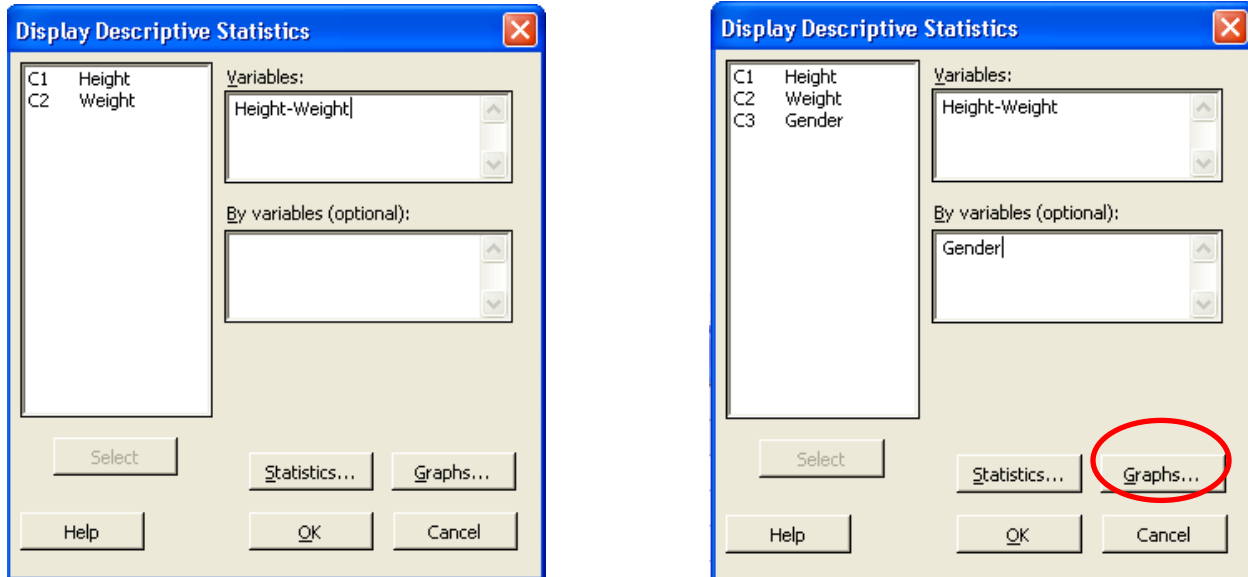 Display Descriptive Statistics
C1 Height
C2 Weight
Variables:
Height-Weight
By variables (optional):
Select
Statistics...
Graphs...
Help
OK
Cancel
Display Descriptive Statistics
C1 Height
C2 Weight
C3 Gender
Variables:
Height-Weight
By variables (optional):
Gender
Select
Statistics...
Graphs...
Help
OK
Cancel